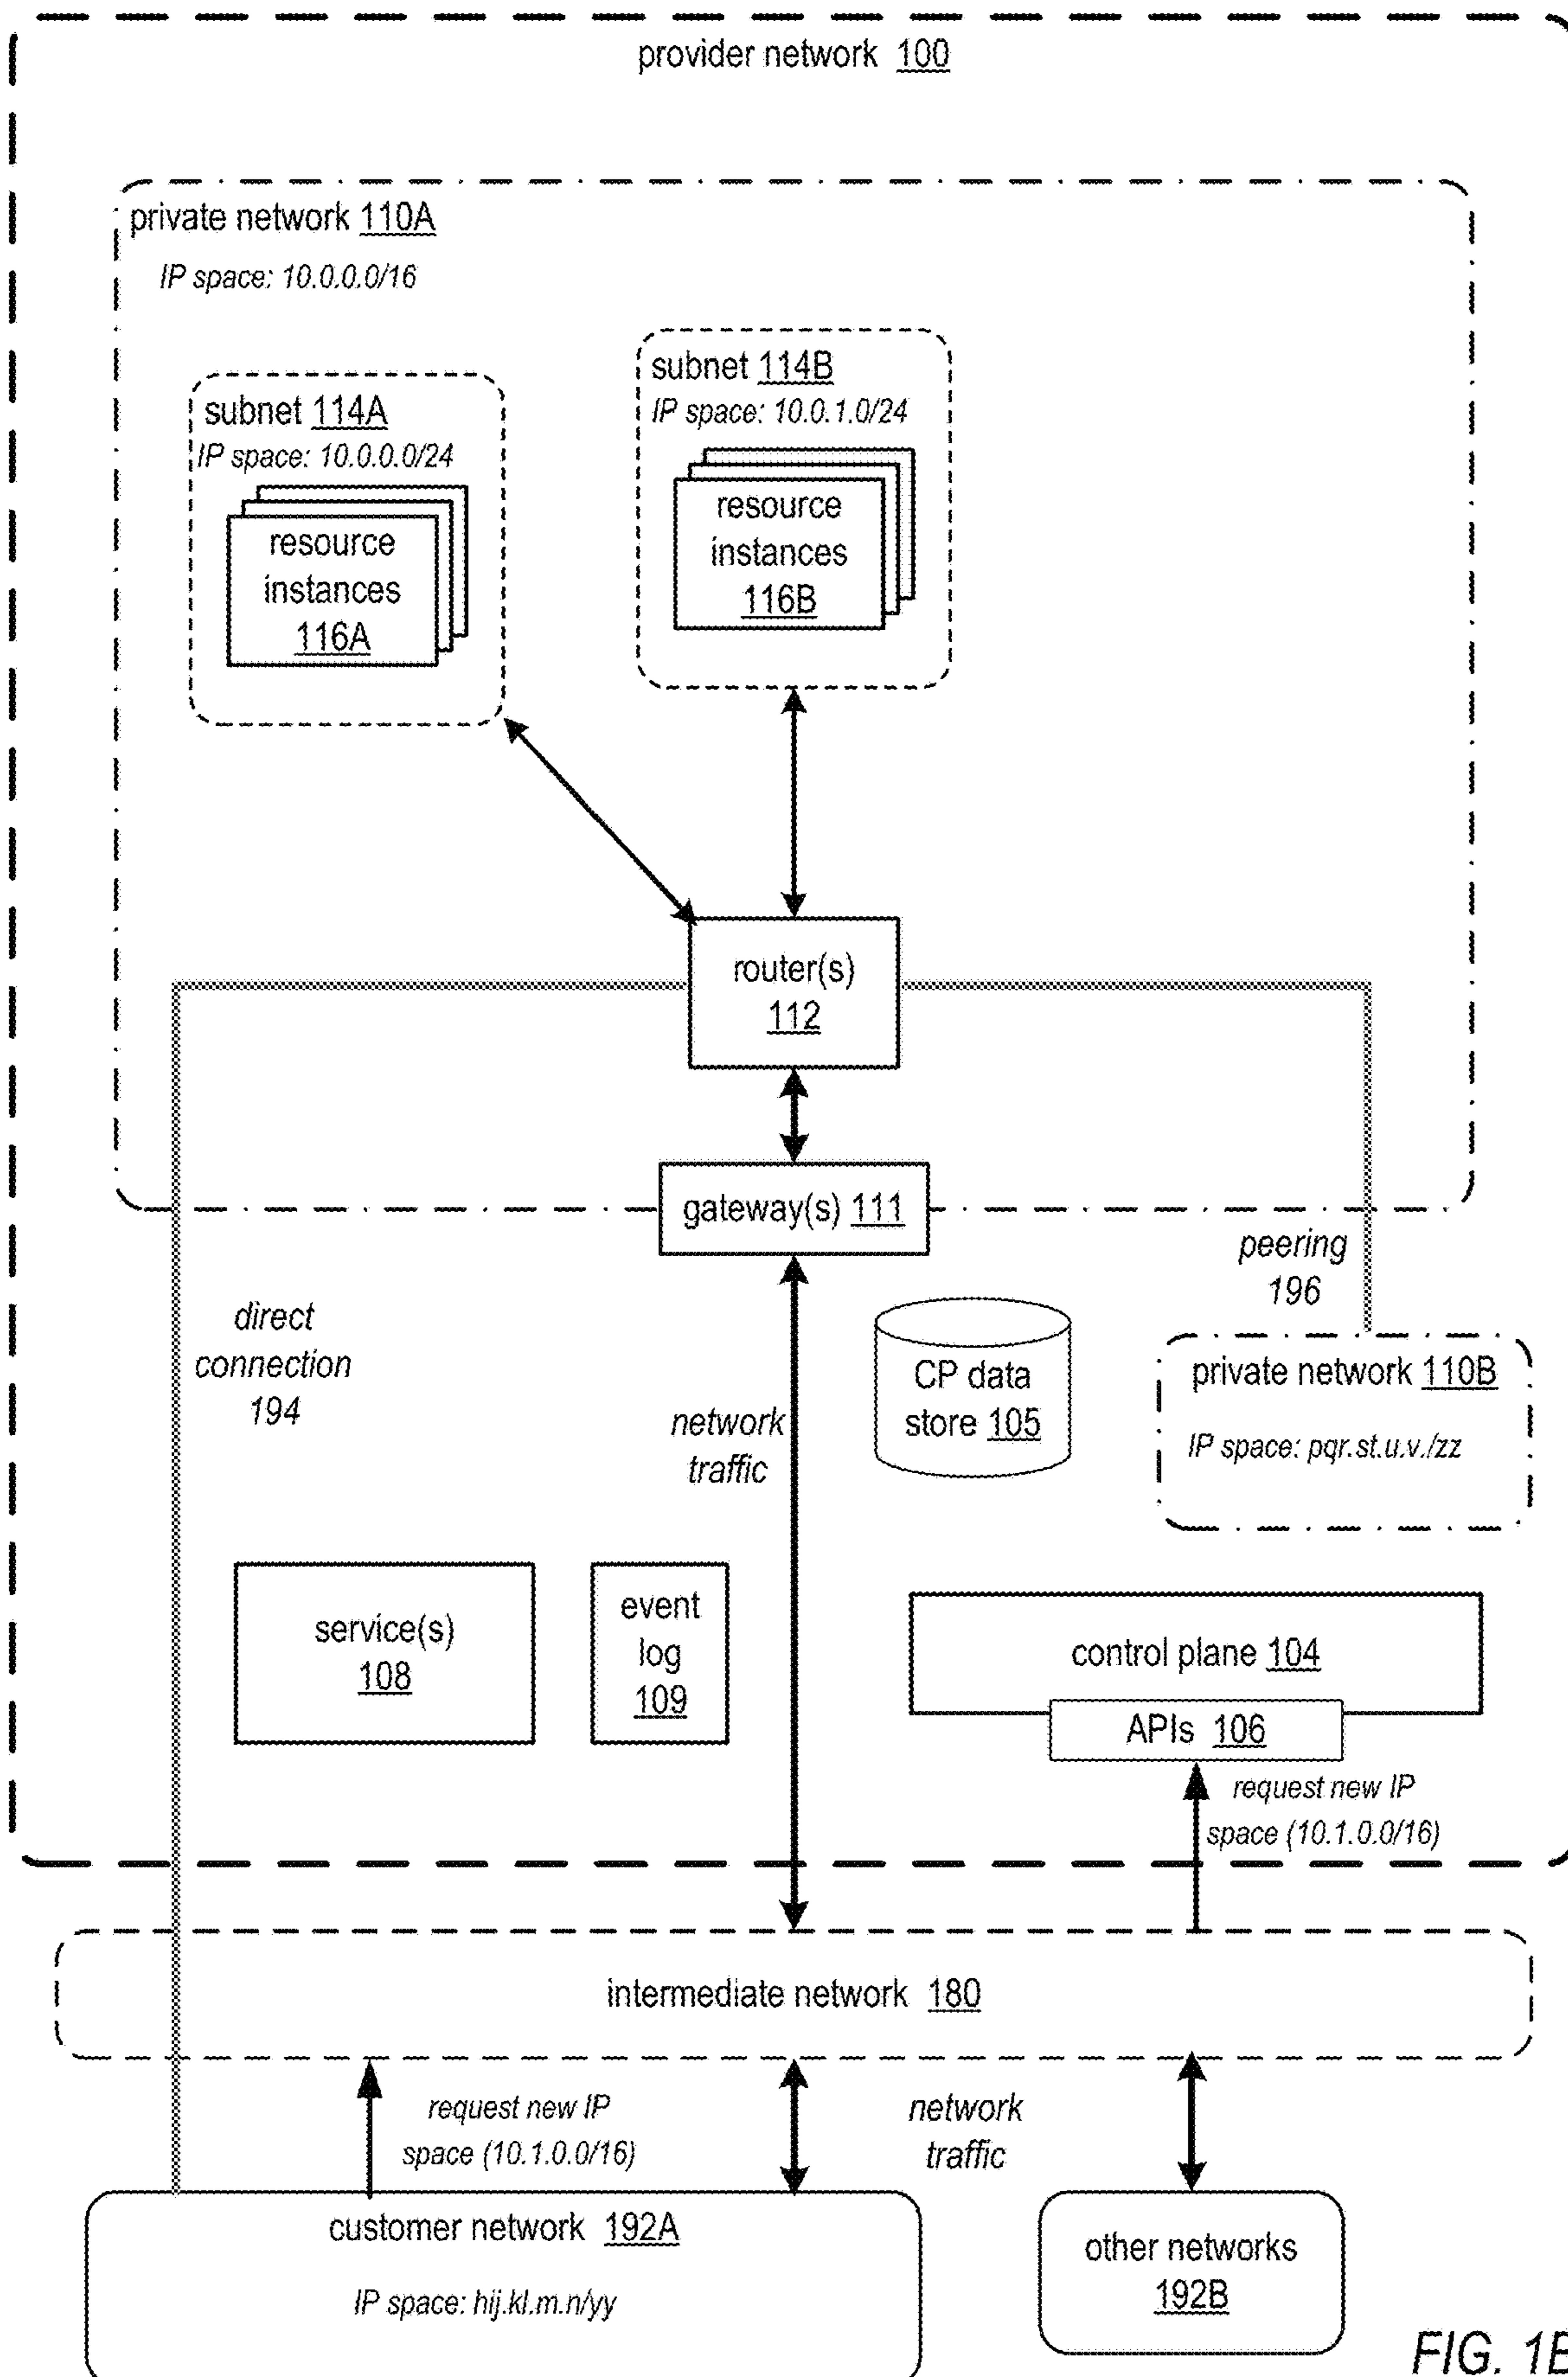 provider network 100
private network 110A
IP space: 10.0.0.0/16
subnet 114A
IP space: 10.0.0.0/24
resource
instances
116A
subnet 114B
IP space: 10.0.1.0/24
resource
instances
116B
router(s)
112
gateway(s) 111
direct
connection
194
peering
196
network
traffic
CP data
store 105
private network 110B
IP space: pqr.st.u.v./zz
service(s)
108
event
log
109
control plane 104
APIs 106
request new IP
space (10.1.0.0/16)
intermediate network 180
request new IP
space (10.1.0.0/16)
network
traffic
customer network 192A
IP space: hij.kl.m.n/yy
other networks
192B
FIG. 1B